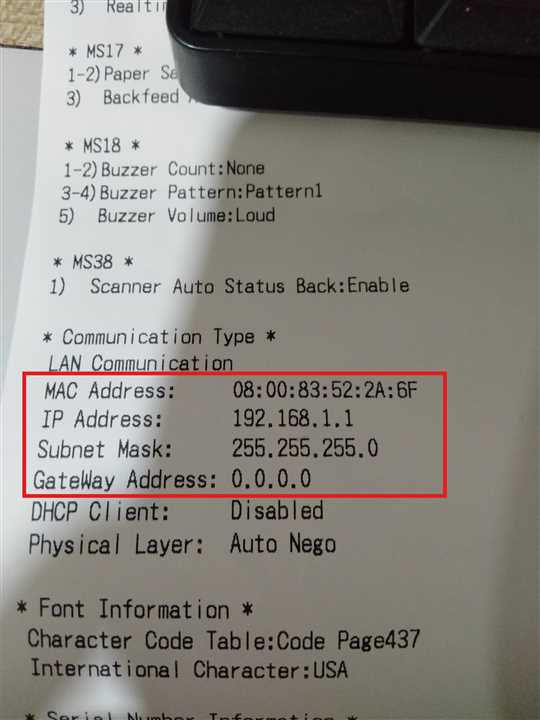 3)
* MS17 *
1-2)Paper
3) Backfeed
* MS18 *
1-2)Buzzer Count:None
3-4)Buzzer Pattern:Pattern1
5) Buzzer Volume:Loud
* MS38 *
1) Scanner Auto Status Back:Enable
* Communication Type *
LAN Communication
MAC Address: 08:00:83:52:2A:6F
IP Address: 192.168.1.1
Subnet Mask: 255.255.255.0
GateWay Address: 0.0.0.0
DHCP Client: Disabled
Physical Layer: Auto Nego
* Font Information *
Character Code Table:Code Page437
International Character:USA
* Serial Number Information *